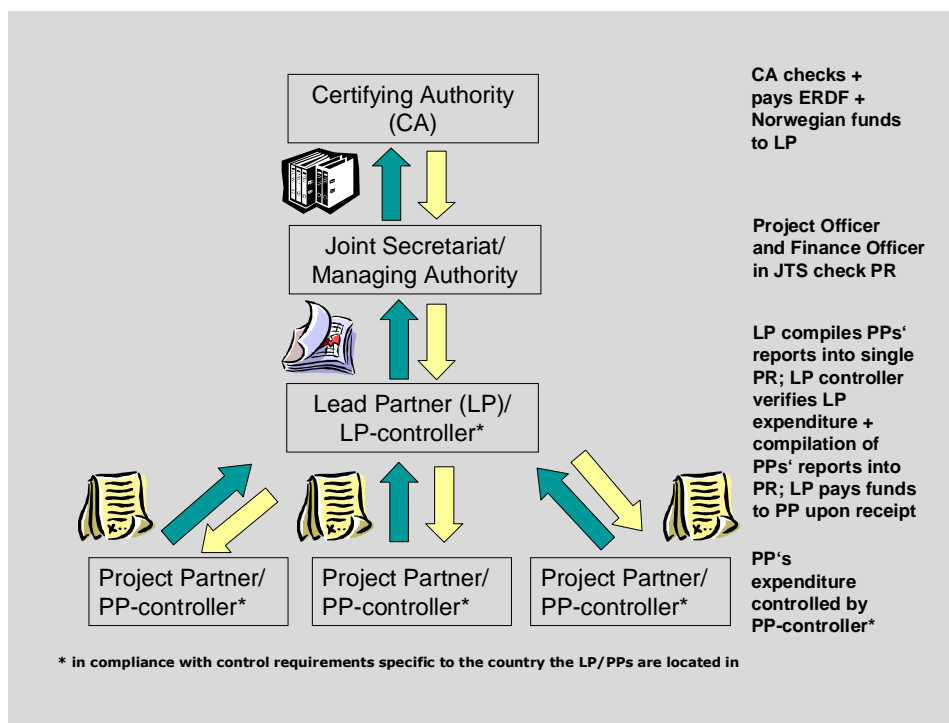 Certifying Authority
(CA)
CA checks +
pays ERDF +
Norwegian funds
to LP
Joint Secretariat/
Managing Authority
Project Officer
and Finance Officer
in JTS check PR
Lead Partner (LP)/
LP-controller*
LP compiles PPs‘
reports into single
PR; LP controller
verifies LP
expenditure +
compilation of
PPs‘ reports into
PR; LP pays funds
to PP upon receipt
Project Partner/
PP-controller*
Project Partner/
PP-controller*
Project Partner/
PP-controller*
PP‘s
expenditure
controlled by
PP-controller*
* in compliance with control requirements specific to the country the LP/PPs are located in